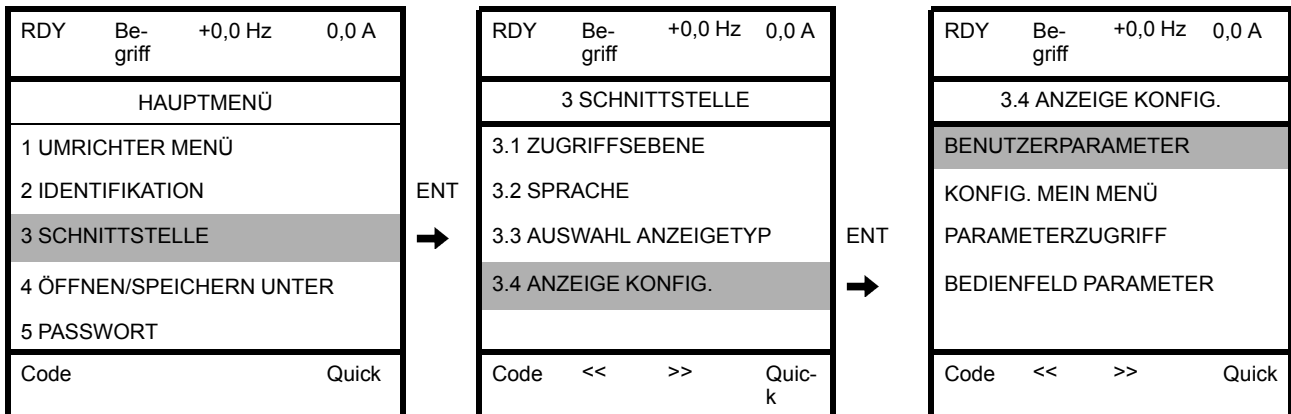 RDY Be- +0,0 Hz 0,0 A
griff
HAUPTMENÜ
1 UMRICHTER MENÜ
2 IDENTIFIKATION
3 SCHNITTSTELLE
4 ÖFFNEN/SPEICHERN UNTER
5 PASSWORT
Code Quick
ENT
RDY Be- +0,0 Hz 0,0 A
griff
3 SCHNITTSTELLE
3.1 ZUGRIFFSEBENE
3.2 SPRACHE
3.3 AUSWAHL ANZEIGETYP
3.4 ANZEIGE KONFIG.
Code << >> Quic-
k
ENT
RDY Be- +0,0 Hz 0,0 A
griff
3.4 ANZEIGE KONFIG.
BENUTZERPARAMETER
KONFIG. MEIN MENÜ
PARAMETERZUGRIFF
BEDIENFELD PARAMETER
Code << >> Quick